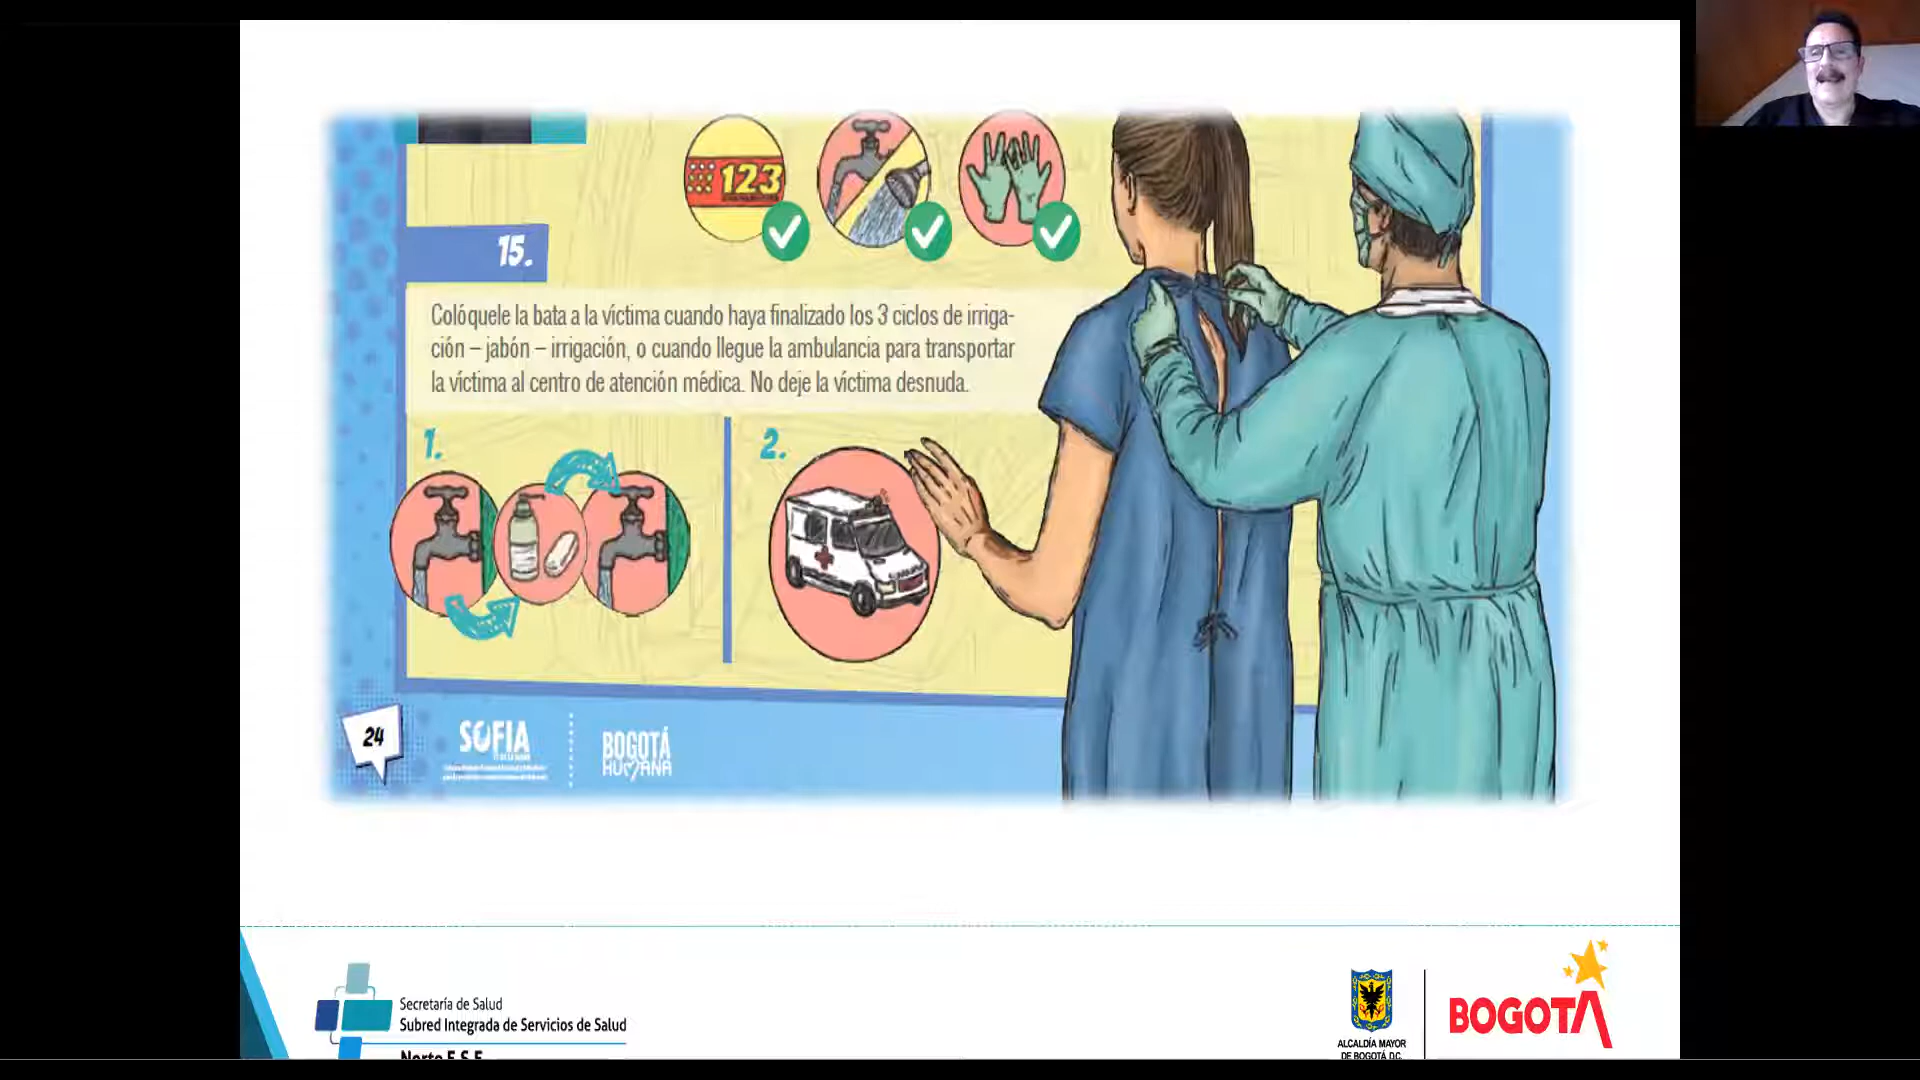 123
15.
Colóquele la bata a la víctima cuando haya finalizado los 3 ciclos de irriga-
ción – jabón – irrigación, o cuando llegue la ambulancia para transportar
la víctima al centro de atención médica. No deje la víctima desnuda.
1.
2.
24
SOFIA
BOGOTÁ
HUMANA
Secretaría de Salud
Subred Integrada de Servicios de Salud
Norte E.S.E.
ALCALDÍA MAYOR
DE BOGOTÁ D.C.
BOGOTÁ